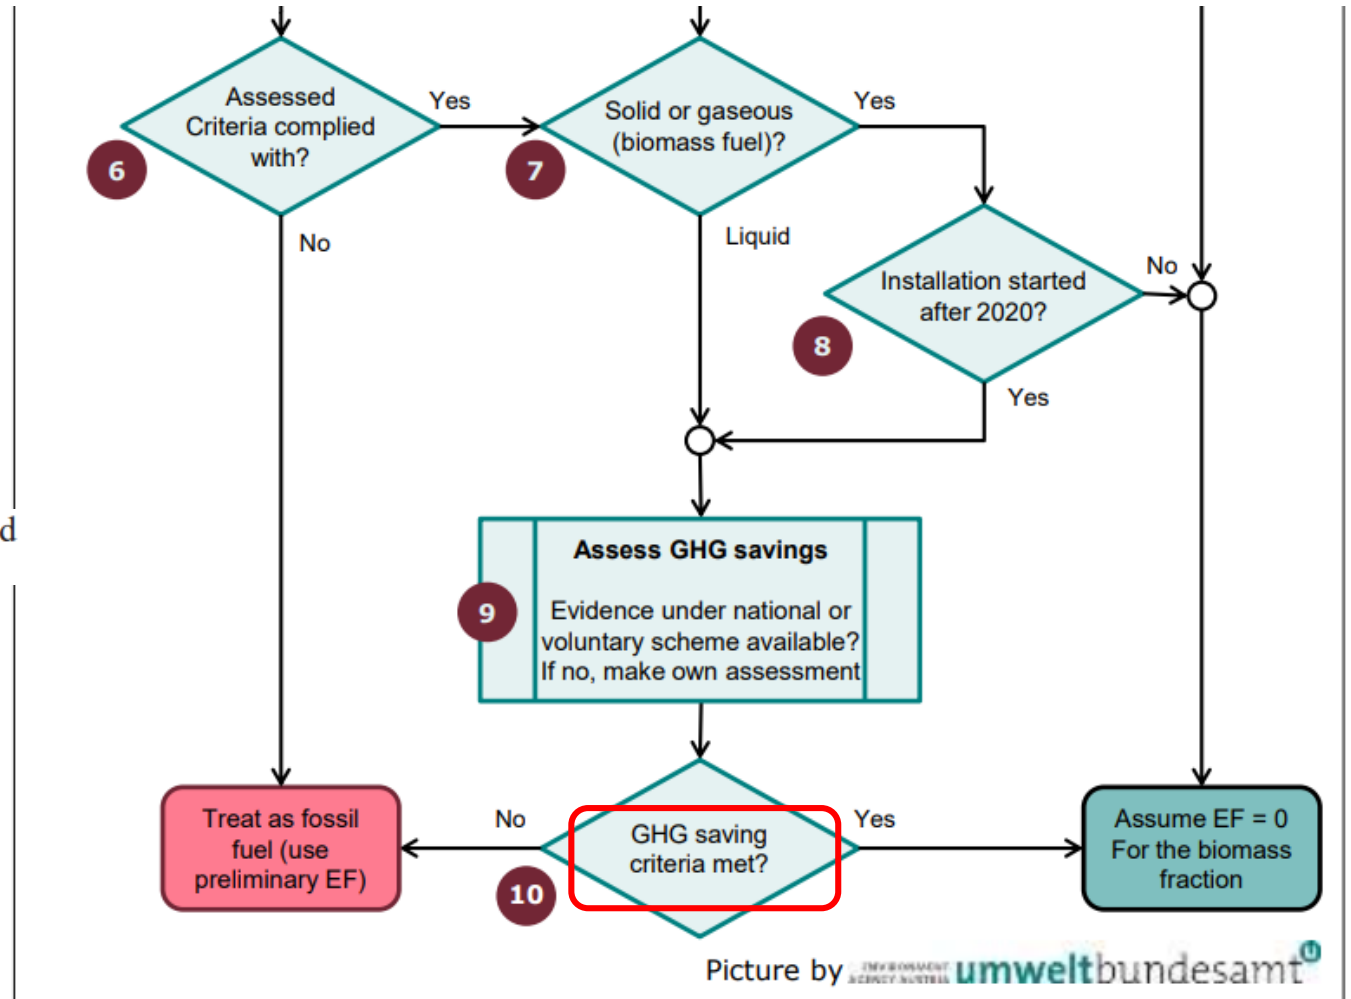 Assessed
Criteria complied
with?
Yes
6
No
Solid or gaseous
(biomass fuel)?
Yes
7
Liquid
Installation started
after 2020?
No
8
Yes
d
Assess GHG savings
Evidence under national or
voluntary scheme available?
If no, make own assessment
9
Treat as fossil
fuel (use
preliminary EF)
No
GHG saving
criteria met?
Yes
10
Assume EF = 0
For the biomass
fraction
Picture by
ENVIRONMENT
AGENCY AUSTRIA
umweltbundesamt
u